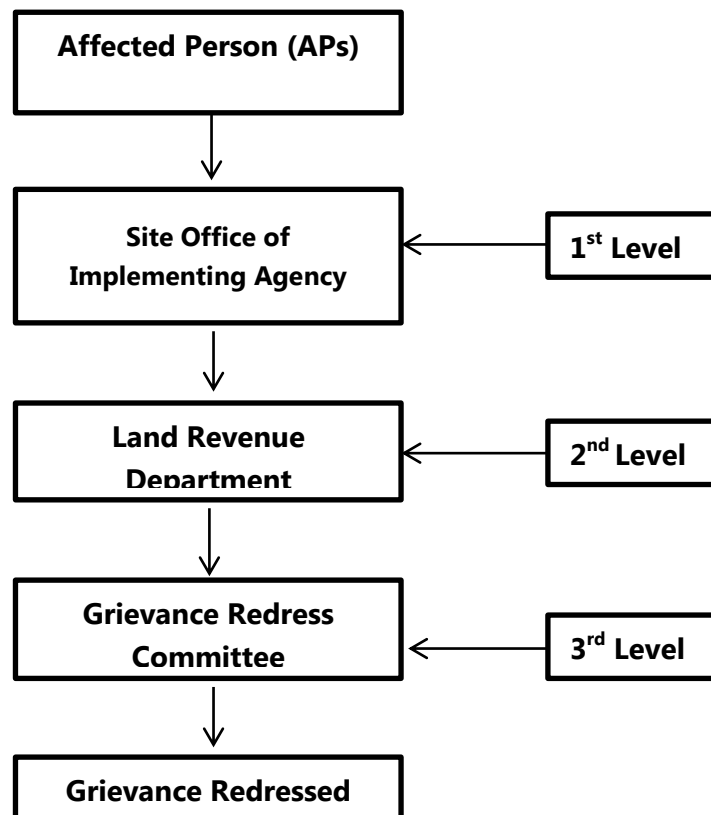 Affected Person (APs)
Site Office of
Implementing Agency
1st Level
Land Revenue
Department
2nd Level
Grievance Redress
Committee
3rd Level
Grievance Redressed